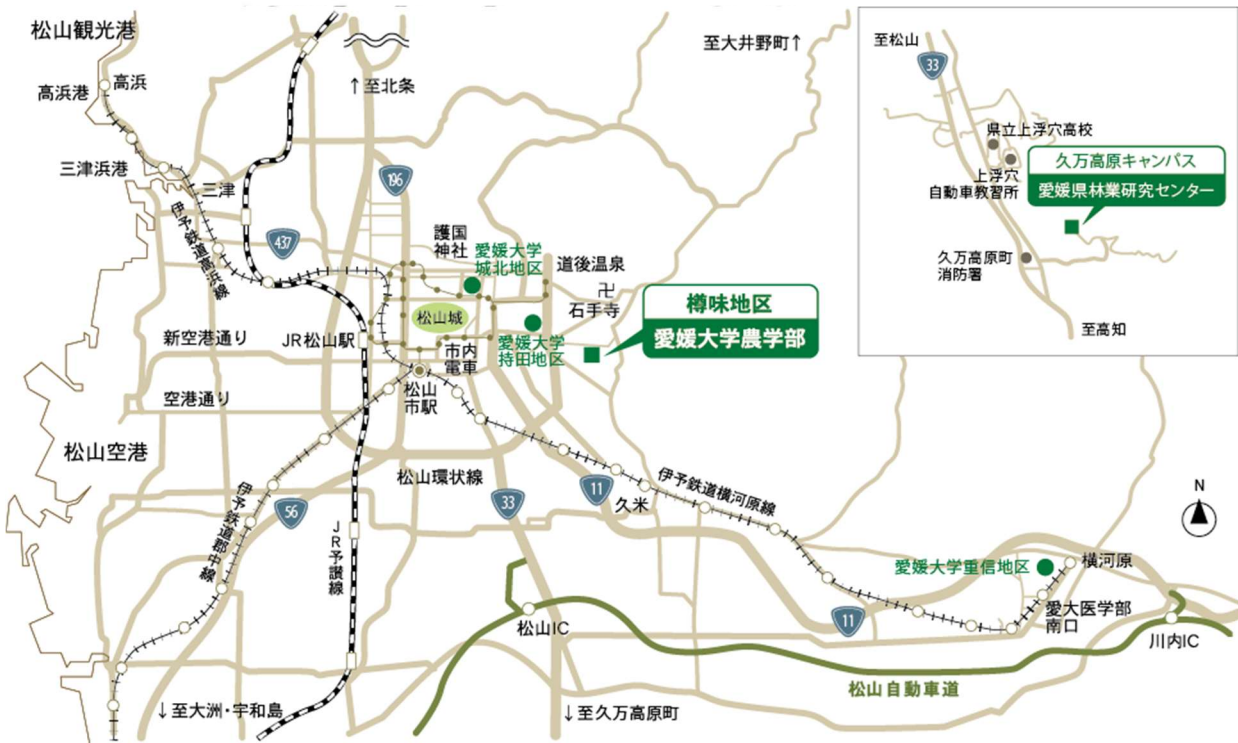 松山観光港
至大井野町↑
至松山
33
高浜
高浜港
↑至北条
県立上浮穴高校
久万高原キャンパス
上浮穴
自動車教習所
愛媛県林業研究センター
三津浜港
三津
196
伊予鉄道高浜線
437
護国
神社
愛媛大学
城北地区
道後温泉
久万高原町
消防署
卍
石手寺
樽味地区
愛媛大学農学部
松山城
新空港通り
JR松山駅
市内
電車
愛媛大学
持田地区
至高知
空港通り
松山
市駅
松山空港
松山環状線
伊予鉄道郡中線
56
33
11
久米
伊予鉄道横河原線
N
JR予讃線
愛媛大学重信地区
横河原
愛大医学部
南口
11
松山IC
川内IC
松山自動車道
↓至大洲・宇和島
↓至久万高原町